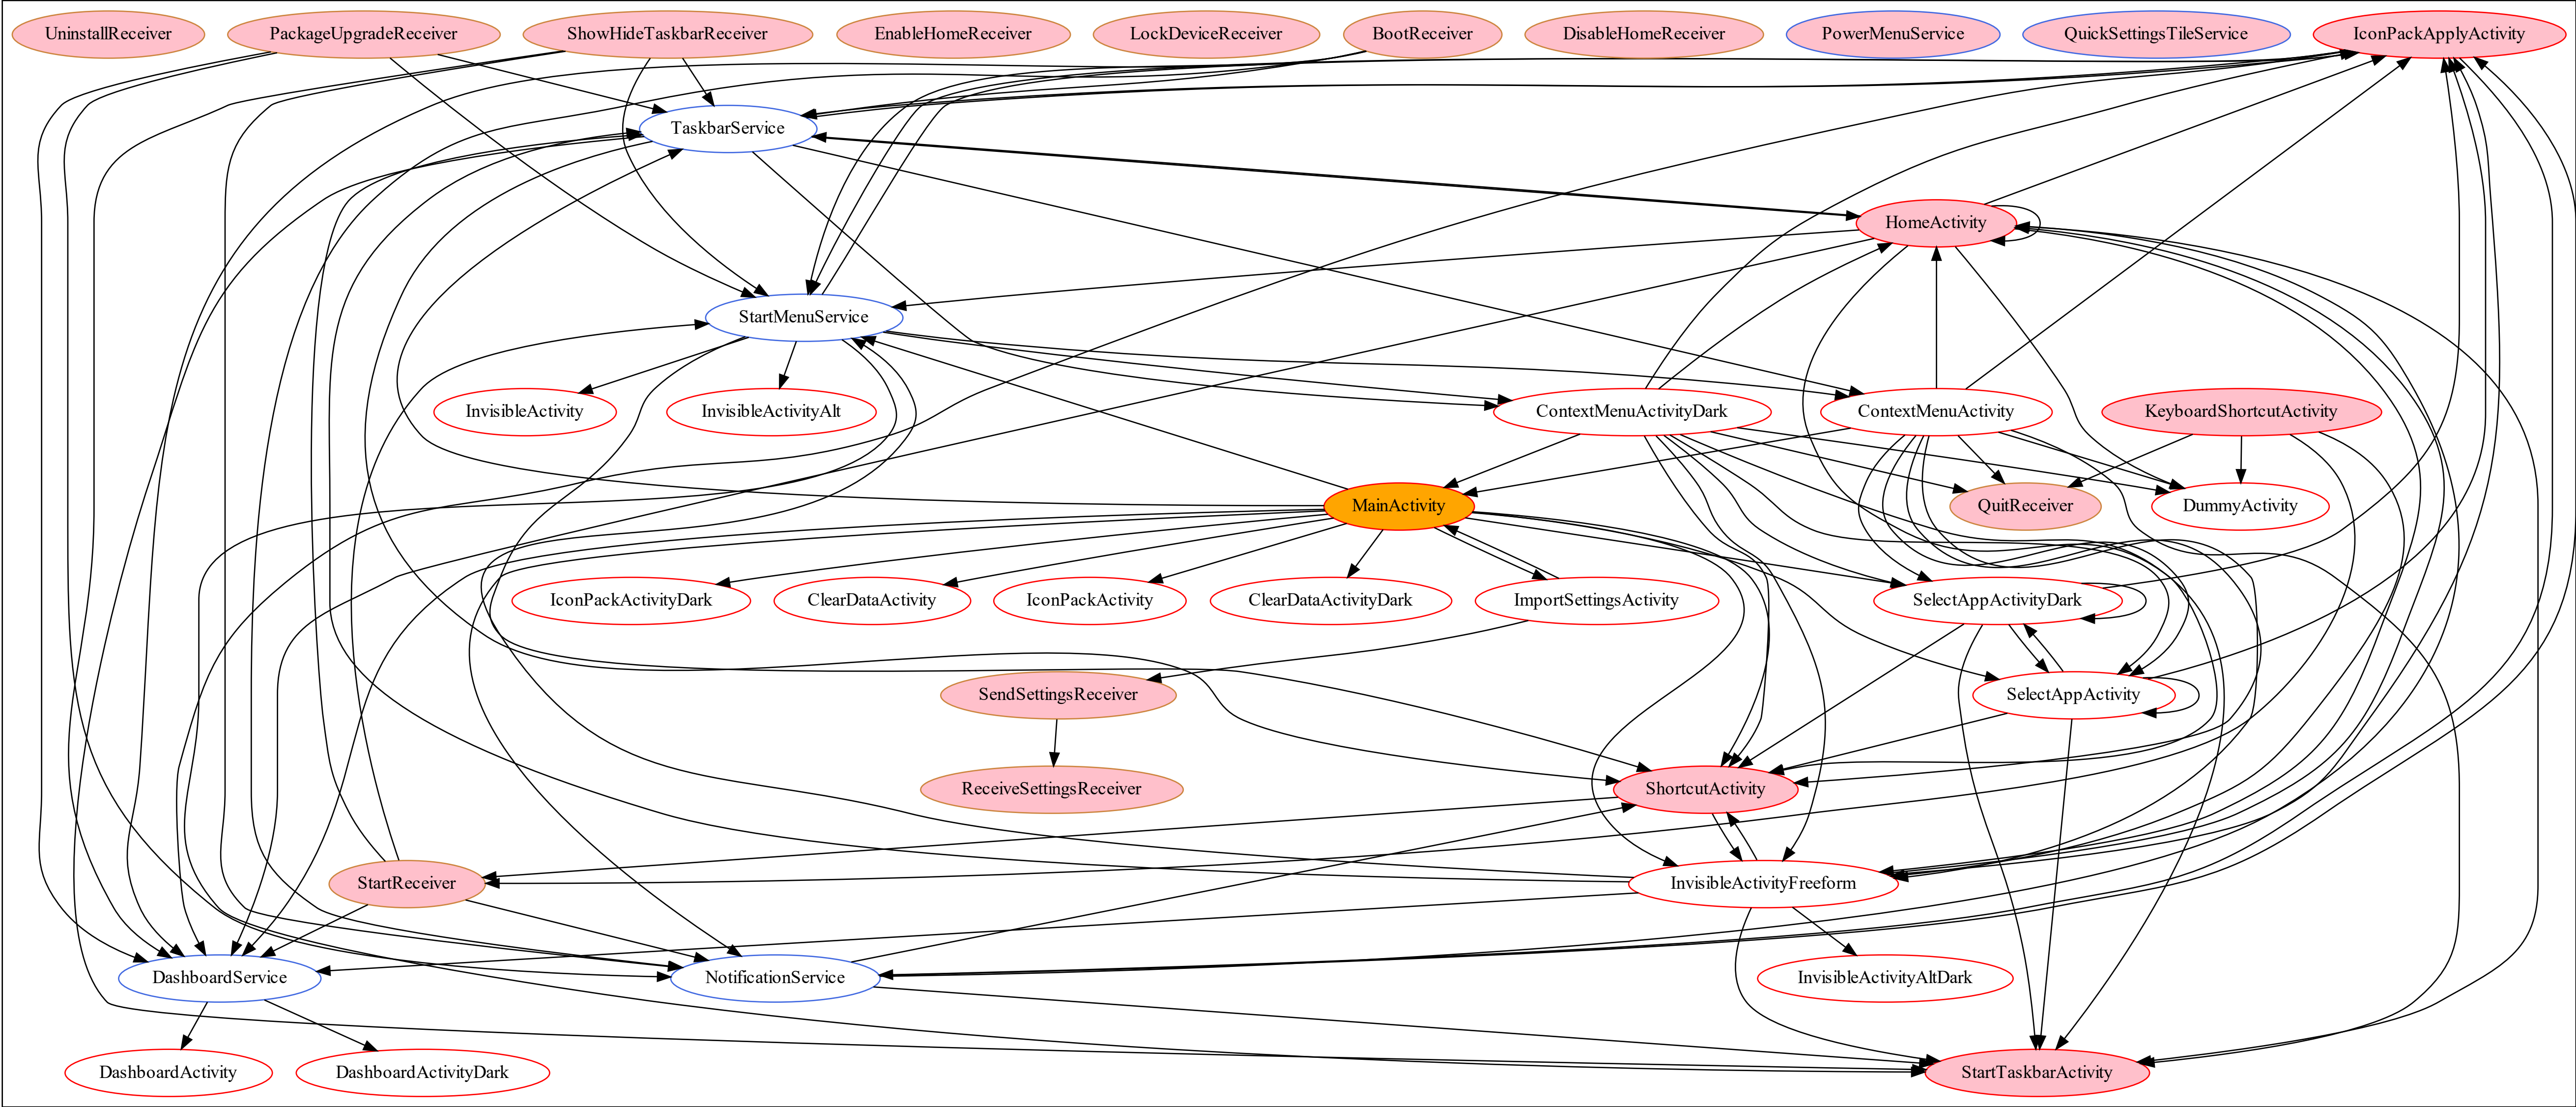 UninstallReceiver
PackageUpgradeReceiver
ShowHideTaskbarReceiver
EnableHomeReceiver
LockDeviceReceiver
BootReceiver
DisableHomeReceiver
PowerMenuService
QuickSettingsTileService
IconPackApplyActivity
TaskbarService
HomeActivity
StartMenuService
InvisibleActivity
InvisibleActivityAlt
ContextMenuActivityDark
ContextMenuActivity
KeyboardShortcutActivity
MainActivity
QuitReceiver
DummyActivity
IconPackActivityDark
ClearDataActivity
IconPackActivity
ClearDataActivityDark
ImportSettingsActivity
SelectAppActivityDark
SendSettingsReceiver
SelectAppActivity
ReceiveSettingsReceiver
ShortcutActivity
StartReceiver
InvisibleActivityFreeform
DashboardService
NotificationService
InvisibleActivityAltDark
DashboardActivity
DashboardActivityDark
StartTaskbarActivity